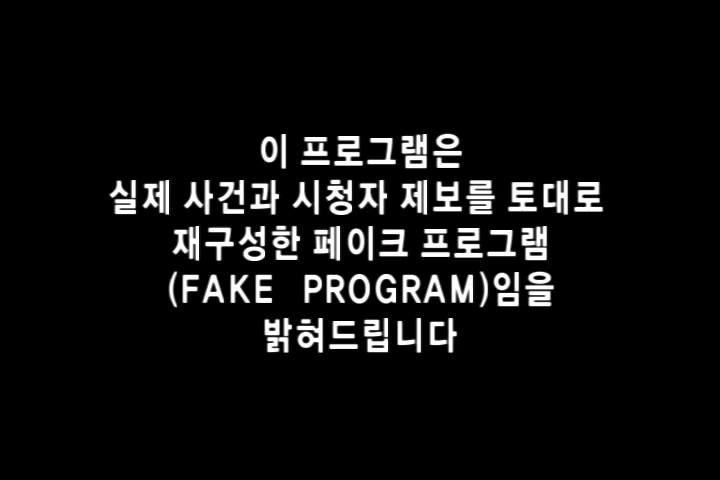 이 프로그램은
실제 사건과 시청자 제보를 토대로
재구성한 페이크 프로그램
(FAKE PROGRAM)임을
밝혀드립니다